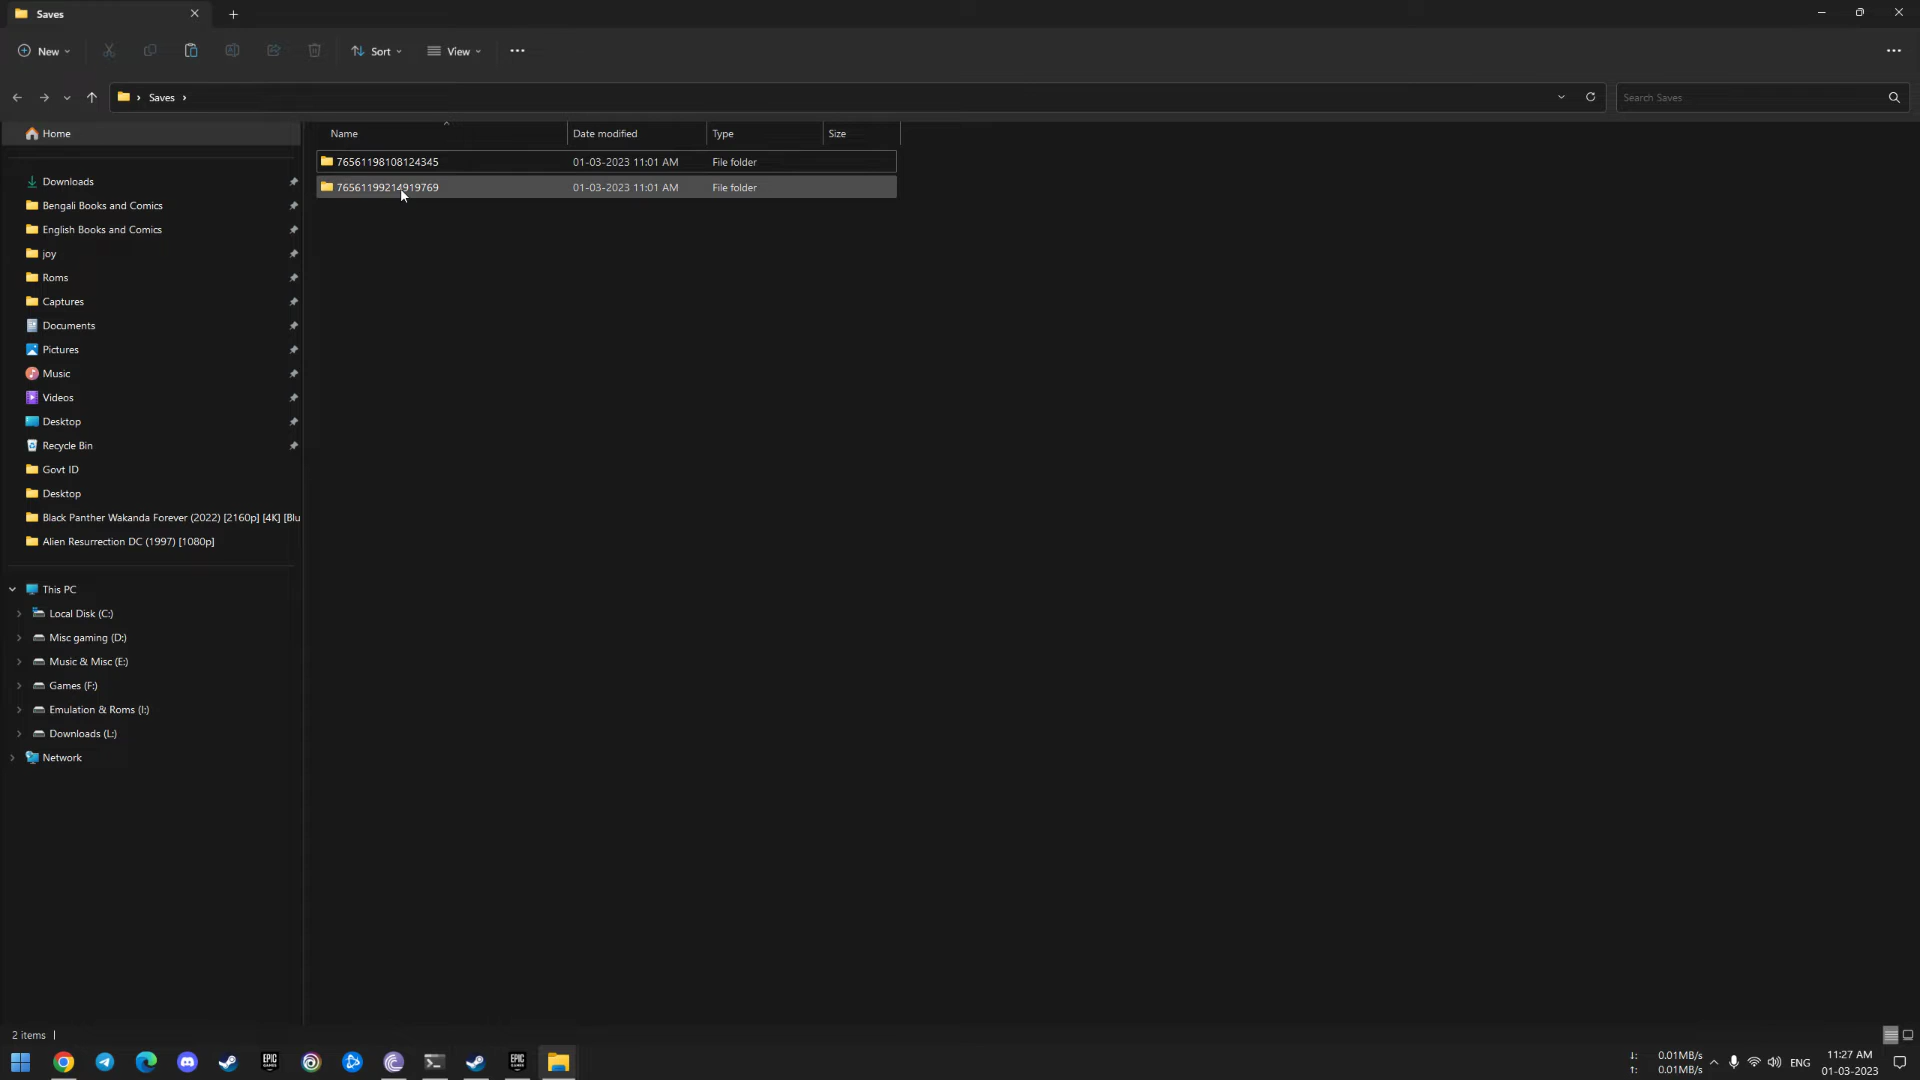 Saves
New
Sort
View
Saves
Search Saves
Home
Name
Date modified
Type
Size
76561198108124345
01-03-2023 11:01 AM
File folder
76561199214919769
01-03-2023 11:01 AM
File folder
Downloads
Bengali Books and Comics
English Books and Comics
joy
Roms
Captures
Documents
Pictures
Music
Videos
Desktop
Recycle Bin
Govt ID
Desktop
Black Panther Wakanda Forever (2022) [2160p] [4K] [Blu
Alien Resurrection DC (1997) [1080p]
This PC
Local Disk (C:)
Misc gaming (D:)
Music & Misc (E:)
Games (F:)
Emulation & Roms (I:)
Downloads (L:)
Network
2 items
EPIC GAMES
EPIC GAMES
↓: 0.01MB/s
↑: 0.01MB/s
ENG
11:27 AM
01-03-2023